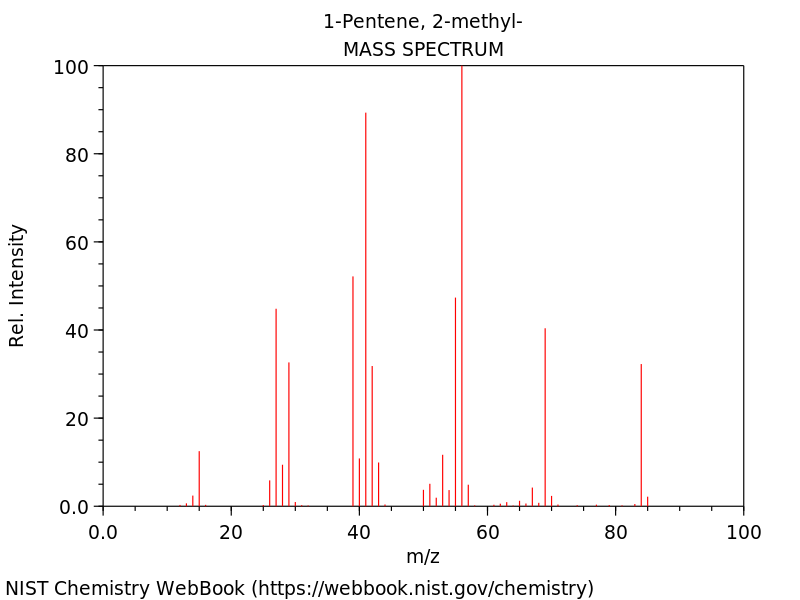 1-Pentene, 2-methyl-
MASS SPECTRUM
100
80
60
40
20
0.0
Rel. Intensity
0.0 20 40 60 80 100
m/z
NIST Chemistry WebBook (https://webbook.nist.gov/chemistry)